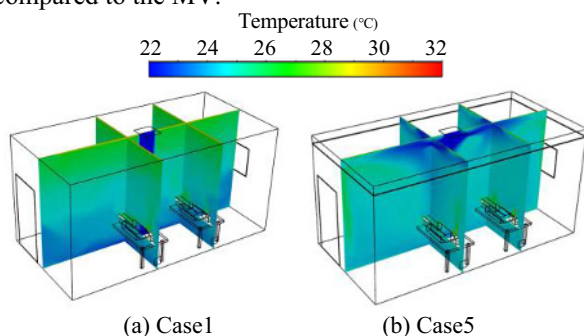 compared to the MV.
Temperature (°C)
22 24 26 28 30 32
(a) Case1 (b) Case5